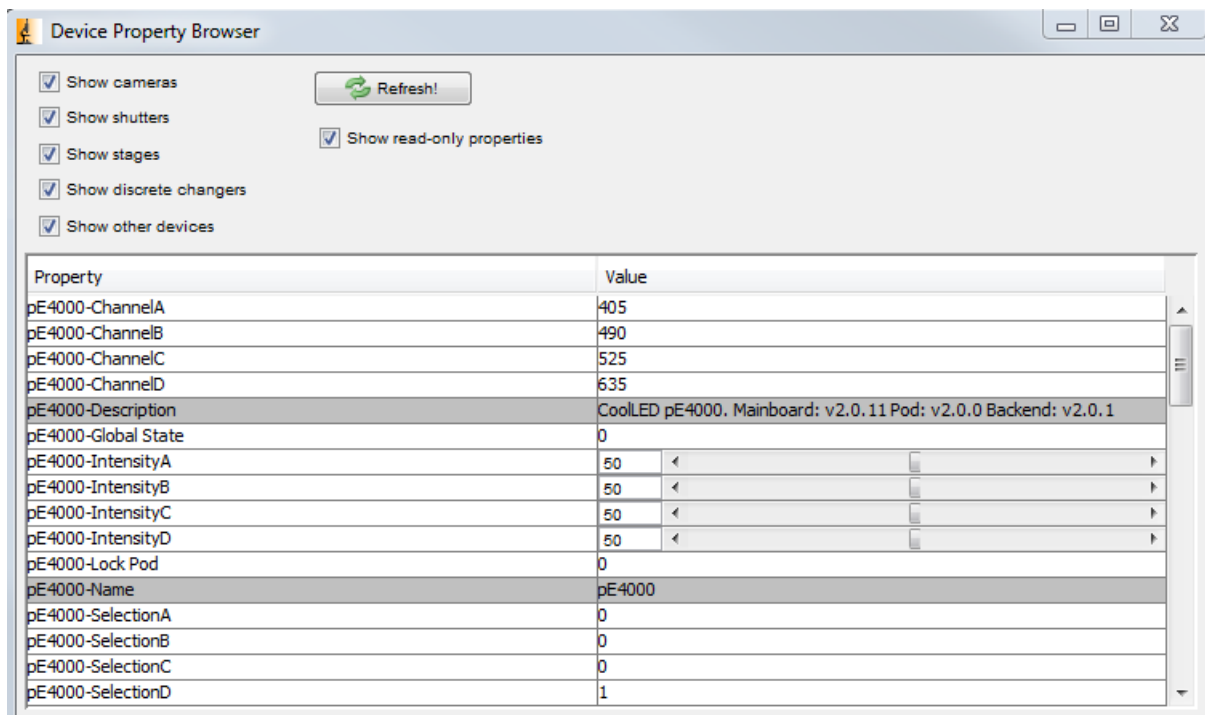 Device Property Browser
Show cameras
Refresh!
Show shutters
Show read-only properties
Show stages
Show discrete changers
Show other devices
Property Value
pE4000-ChannelA 405
pE4000-ChannelB 490
pE4000-ChannelC 525
pE4000-ChannelD 635
pE4000-Description CoolLED pE4000. Mainboard: v2.0.11 Pod: v2.0.0 Backend: v2.0.1
pE4000-Global State 0
pE4000-IntensityA 50
pE4000-IntensityB 50
pE4000-IntensityC 50
pE4000-IntensityD 50
pE4000-Lock Pod 0
pE4000-Name pE4000
pE4000-SelectionA 0
pE4000-SelectionB 0
pE4000-SelectionC 0
pE4000-SelectionD 1